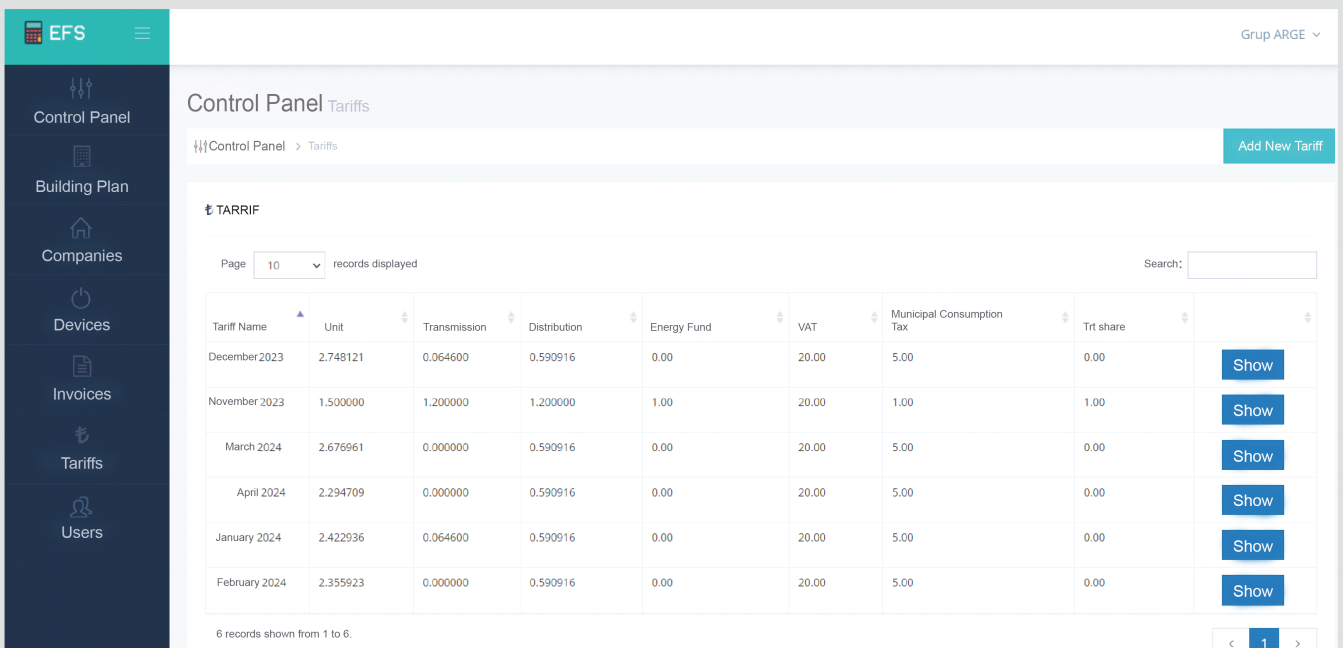 EFS
Grup ARGE
Control Panel
Building Plan
Companies
Devices
Invoices
Tariffs
Users
Control Panel Tariffs
Control Panel > Tariffs
Add New Tariff
₺ TARRIF
Page 10 records displayed
Search:
Tariff Name Unit Transmission Distribution Energy Fund VAT Municipal Consumption Tax Trt share
December 2023 2.748121 0.064600 0.590916 0.00 20.00 5.00 0.00 Show
November 2023 1.500000 1.200000 1.200000 1.00 20.00 1.00 1.00 Show
March 2024 2.676961 0.000000 0.590916 0.00 20.00 5.00 0.00 Show
April 2024 2.294709 0.000000 0.590916 0.00 20.00 5.00 0.00 Show
January 2024 2.422936 0.064600 0.590916 0.00 20.00 5.00 0.00 Show
February 2024 2.355923 0.000000 0.590916 0.00 20.00 5.00 0.00 Show
6 records shown from 1 to 6.
< 1 >